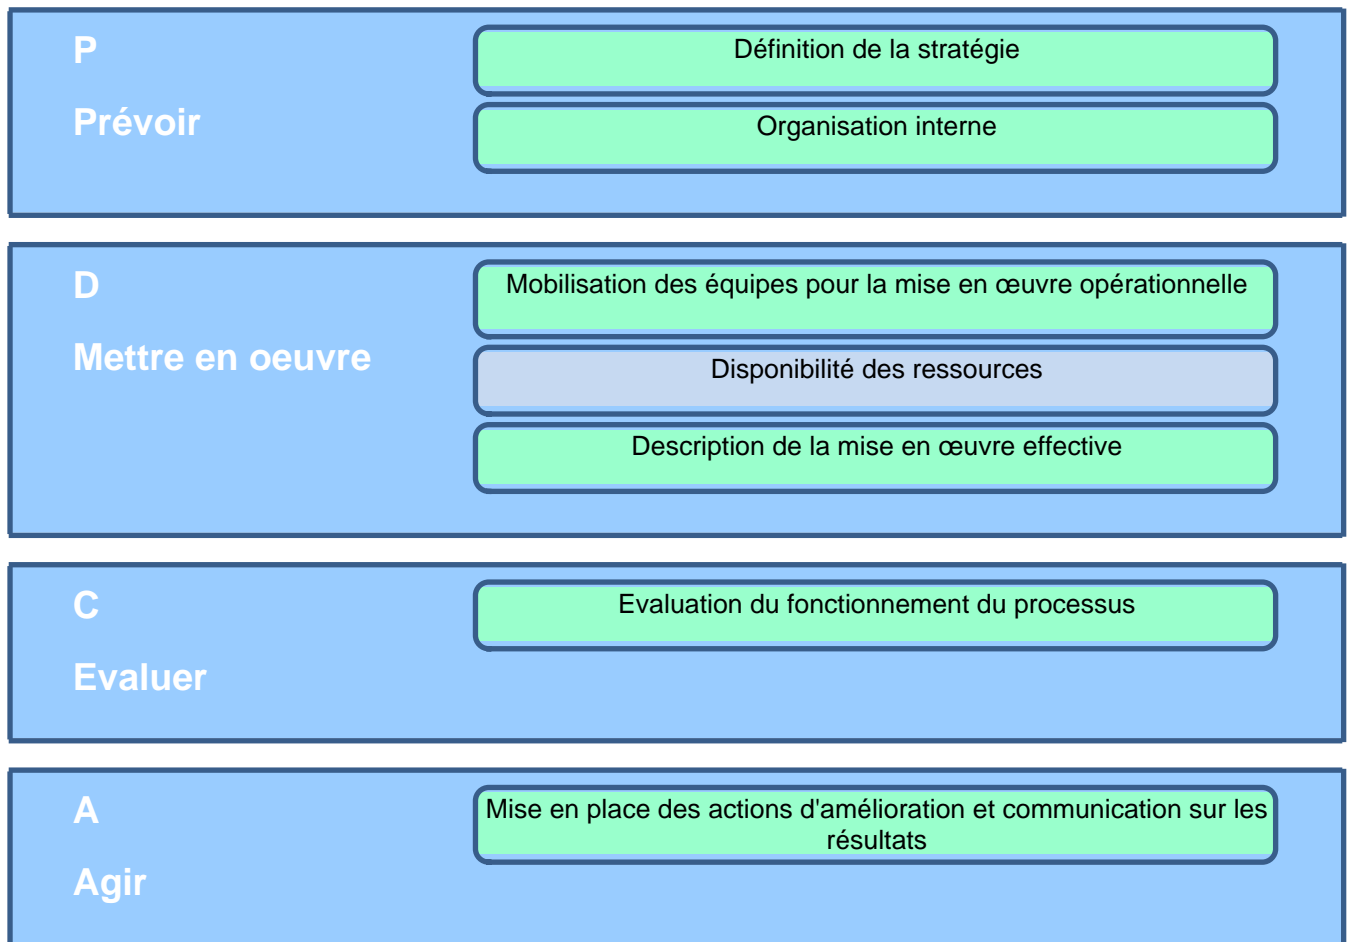 P
Prévoir
Définition de la stratégie
Organisation interne
D
Mettre en oeuvre
Mobilisation des équipes pour la mise en œuvre opérationnelle
Disponibilité des ressources
Description de la mise en œuvre effective
C
Evaluer
Evaluation du fonctionnement du processus
A
Agir
Mise en place des actions d'amélioration et communication sur les
résultats